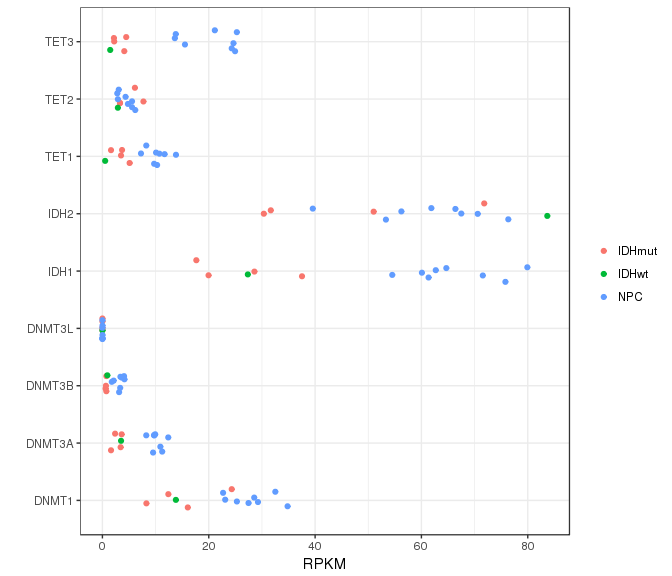 TET3
TET2
TET1
IDH2
IDH1
DNMT3L
DNMT3B
DNMT3A
DNMT1
0 20 40 60 80
RPKM
IDHmut
IDHwt
NPC